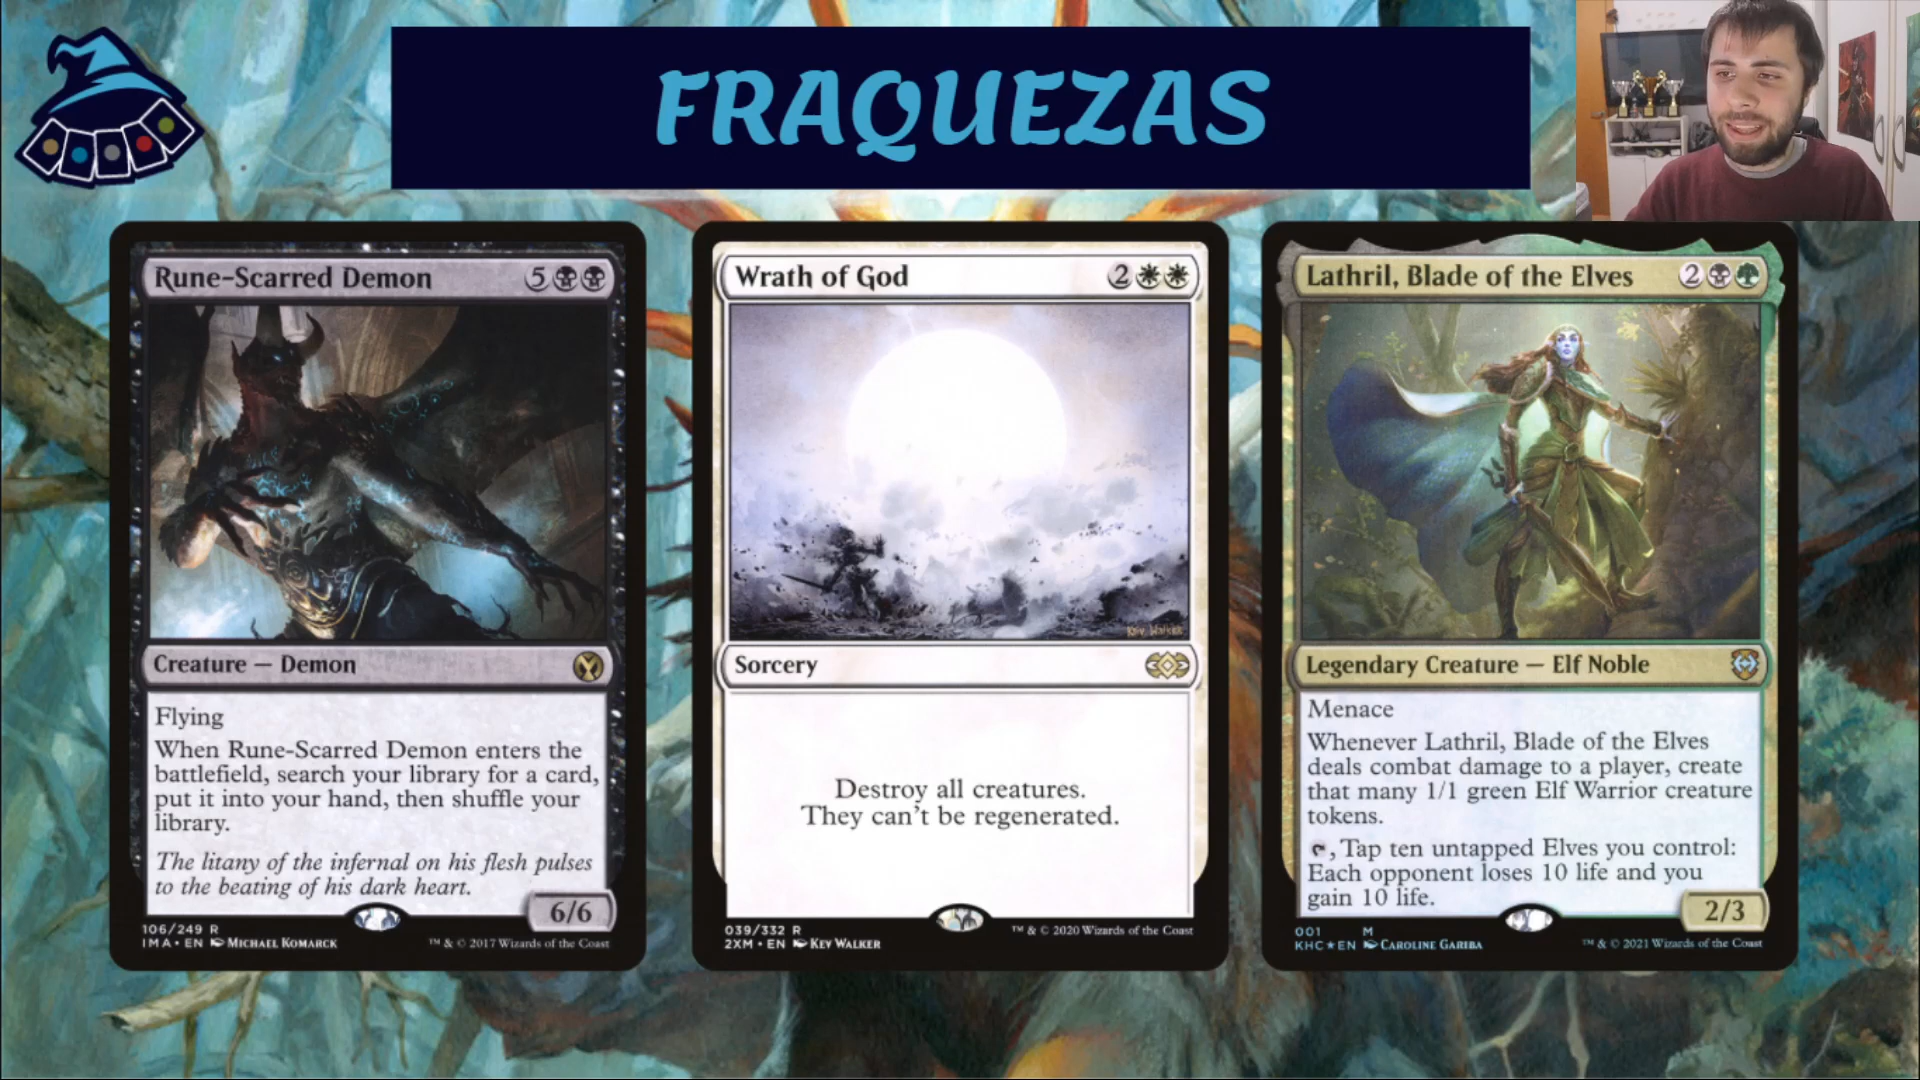 FRAQUEZAS
Rune-Scarred Demon 5
Creature — Demon
Flying
When Rune-Scarred Demon enters the
battlefield, search your library for a card,
put it into your hand, then shuffle your
library.
The litany of the infernal on his flesh pulses
to the beating of his dark heart.
6/6
106/249 R
IMA • EN Michael Komarck
™ & © 2017 Wizards of the Coast
Wrath of God 2
Kev Walker
Sorcery
Destroy all creatures.
They can't be regenerated.
039/332 R
2XM • EN Kev Walker
™ & © 2020 Wizards of the Coast
Lathril, Blade of the Elves 2
Legendary Creature — Elf Noble
Menace
Whenever Lathril, Blade of the Elves
deals combat damage to a player, create
that many 1/1 green Elf Warrior creature
tokens.
, Tap ten untapped Elves you control:
Each opponent loses 10 life and you
gain 10 life.
2/3
001 M
KHC ★ EN Caroline Gariba
™ & © 2021 Wizards of the Coast